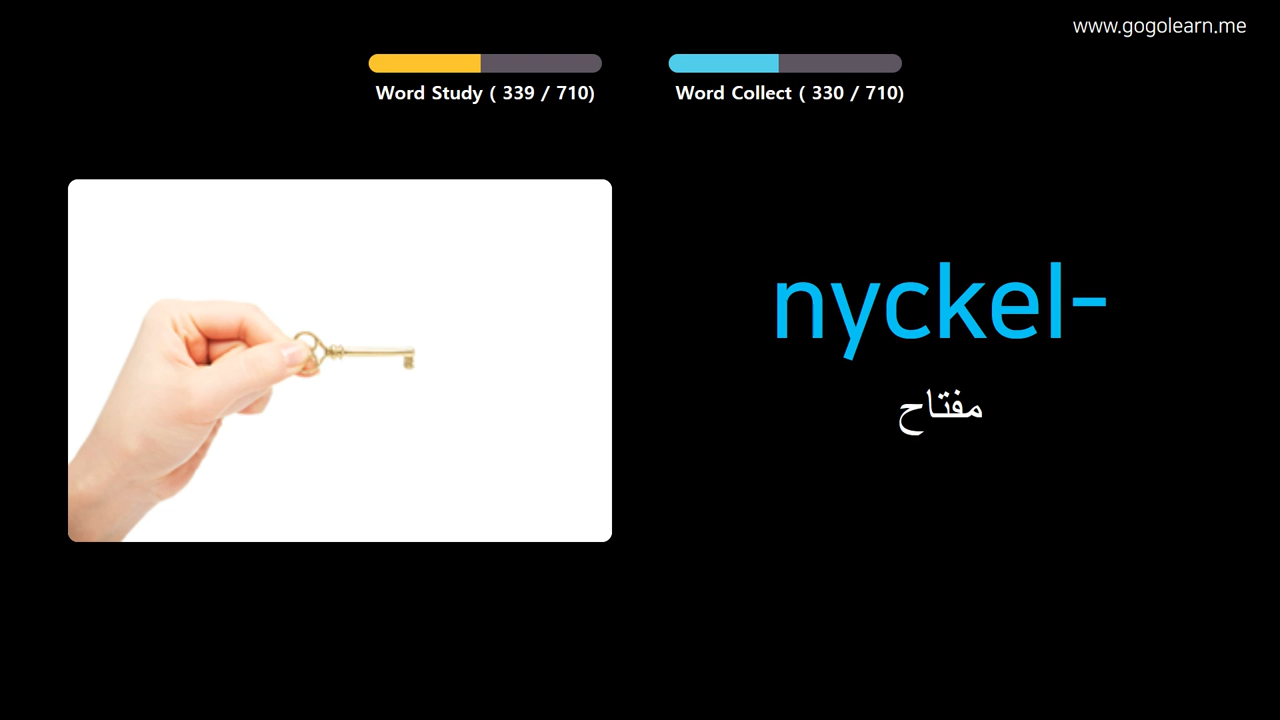 www.gogolearn.me
Word Study ( 339 / 710)
Word Collect ( 330 / 710)
nyckel-
مفتاح